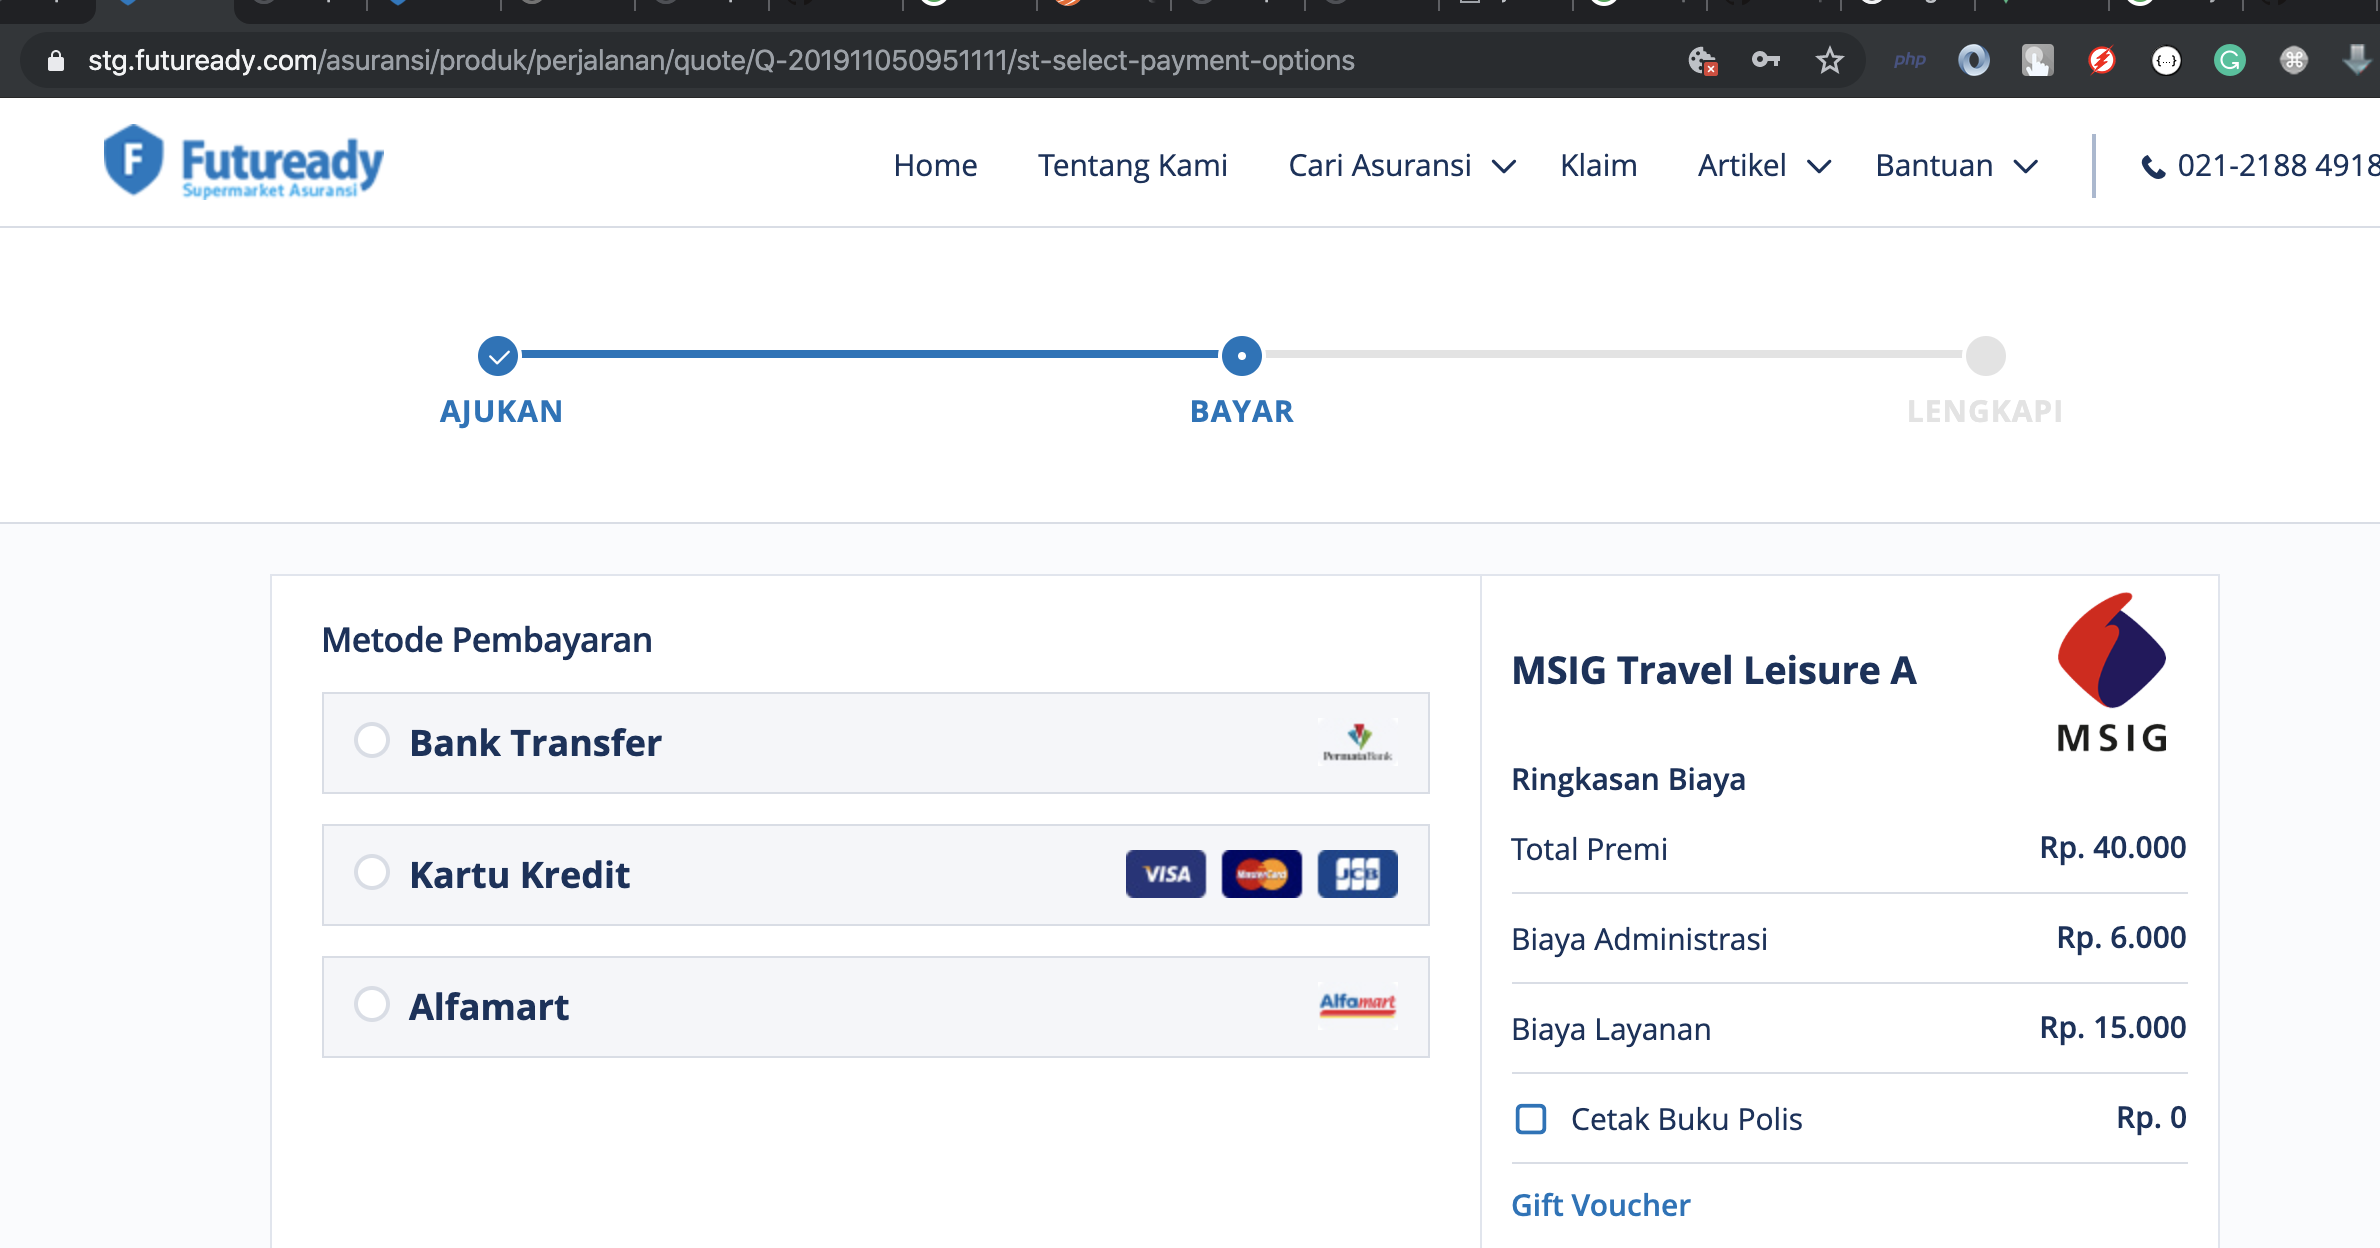 stg.futuready.com/asuransi/produk/perjalanan/quote/Q-201911050951111/st-select-payment-options
php
Futuready
Supermarket Asuransi
Home
Tentang Kami
Cari Asuransi
Klaim
Artikel
Bantuan
021-2188 4918
AJUKAN
BAYAR
LENGKAPI
Metode Pembayaran
Bank Transfer
PermataBank
Kartu Kredit
VISA
MasterCard
JCB
Alfamart
Alfamart
MSIG Travel Leisure A
MSIG
Ringkasan Biaya
Total Premi
Rp. 40.000
Biaya Administrasi
Rp. 6.000
Biaya Layanan
Rp. 15.000
Cetak Buku Polis
Rp. 0
Gift Voucher